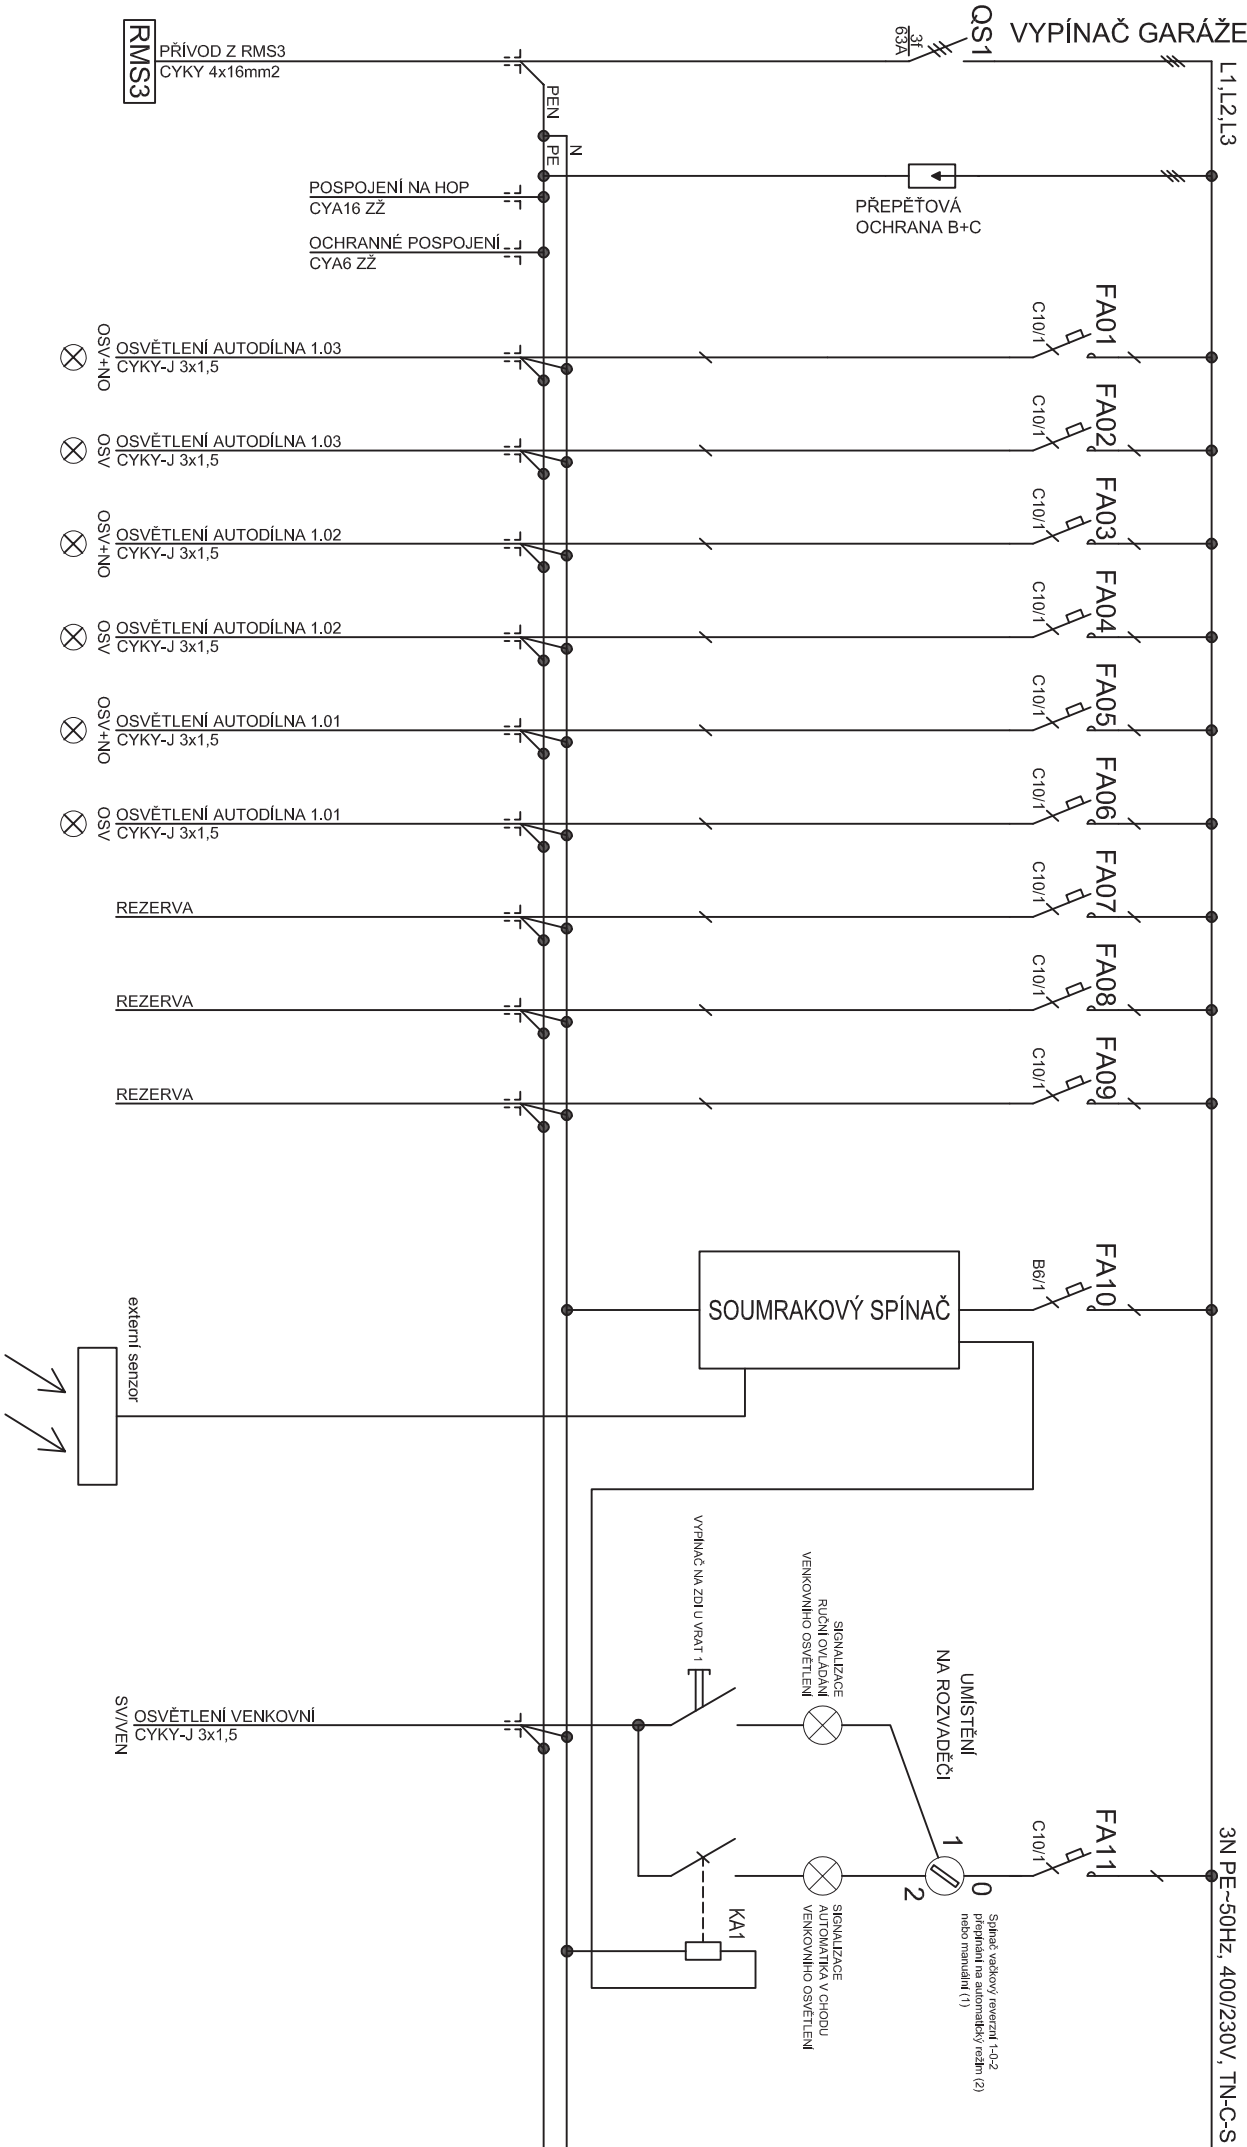 VYPÍNAČ GARÁŽE
QS1
3f
63A
L1,L2,L3
RMS3
PŘÍVOD Z RMS3
CYKY 4x16mm2
PEN
N
PE
POSPOJENÍ NA HOP
CYA16 ZŽ
OCHRANNÉ POSPOJENÍ
CYA6 ZŽ
PŘEPĚŤOVÁ
OCHRANA B+C
FA01
C10/1
OSVĚTLENÍ AUTODÍLNA 1.03
CYKY-J 3x1,5
OSV+NO
FA02
C10/1
OSVĚTLENÍ AUTODÍLNA 1.03
CYKY-J 3x1,5
OSV
FA03
C10/1
OSVĚTLENÍ AUTODÍLNA 1.02
CYKY-J 3x1,5
OSV+NO
FA04
C10/1
OSVĚTLENÍ AUTODÍLNA 1.02
CYKY-J 3x1,5
OSV
FA05
C10/1
OSVĚTLENÍ AUTODÍLNA 1.01
CYKY-J 3x1,5
OSV+NO
FA06
C10/1
OSVĚTLENÍ AUTODÍLNA 1.01
CYKY-J 3x1,5
OSV
FA07
C10/1
REZERVA
FA08
C10/1
REZERVA
FA09
C10/1
REZERVA
FA10
B6/1
SOUMRAKOVÝ SPÍNAČ
externí senzor
VYPÍNAČ NA ZDI U VRAT 1
SIGNALIZACE
RUČNÍ OVLÁDÁNÍ
VENKOVNÍHO OSVĚTLENÍ
UMÍSTĚNÍ
NA ROZVADĚČI
OSVĚTLENÍ VENKOVNÍ
CYKY-J 3x1,5
SV/VEN
FA11
C10/1
1
0
2
Spínač vačkový reverzní 1-0-2
přepínání na automatický režim (2)
nebo manuální (1)
KA1
SIGNALIZACE
AUTOMATIKA V CHODU
VENKOVNÍHO OSVĚTLENÍ
3N PE~50Hz, 400/230V, TN-C-S